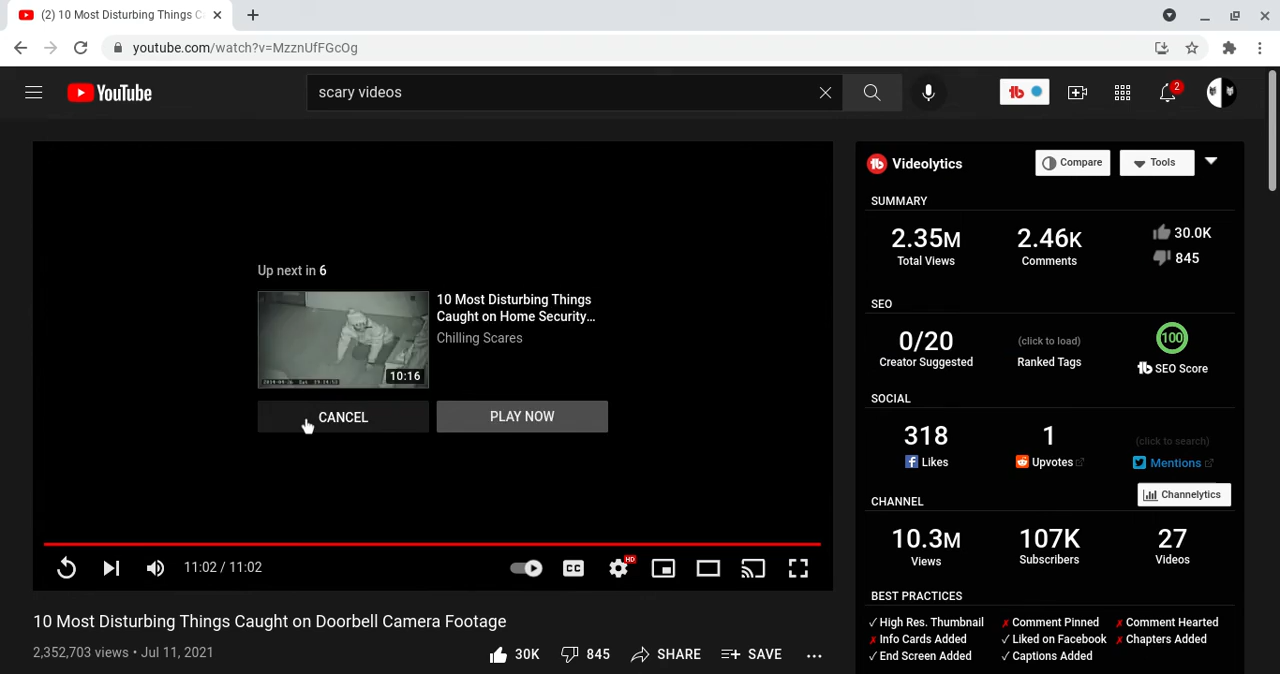 (2) 10 Most Disturbing Things C
youtube.com/watch?v=MzznUfFGcOg
YouTube
scary videos
2
Up next in 6
10 Most Disturbing Things
Caught on Home Security...
Chilling Scares
10:16
CANCEL
PLAY NOW
11:02 / 11:02
CC
HD
10 Most Disturbing Things Caught on Doorbell Camera Footage
2,352,703 views • Jul 11, 2021
30K
845
SHARE
SAVE
...
Videolytics
Compare
Tools
SUMMARY
2.35M
Total Views
2.46K
Comments
30.0K
845
SEO
0/20
Creator Suggested
(click to load)
Ranked Tags
100
SEO Score
SOCIAL
318
Likes
1
Upvotes
(click to search)
Mentions
Channelytics
CHANNEL
10.3M
Views
107K
Subscribers
27
Videos
BEST PRACTICES
✓ High Res. Thumbnail
✗ Comment Pinned
✗ Comment Hearted
✗ Info Cards Added
✓ Liked on Facebook
✗ Chapters Added
✓ End Screen Added
✓ Captions Added